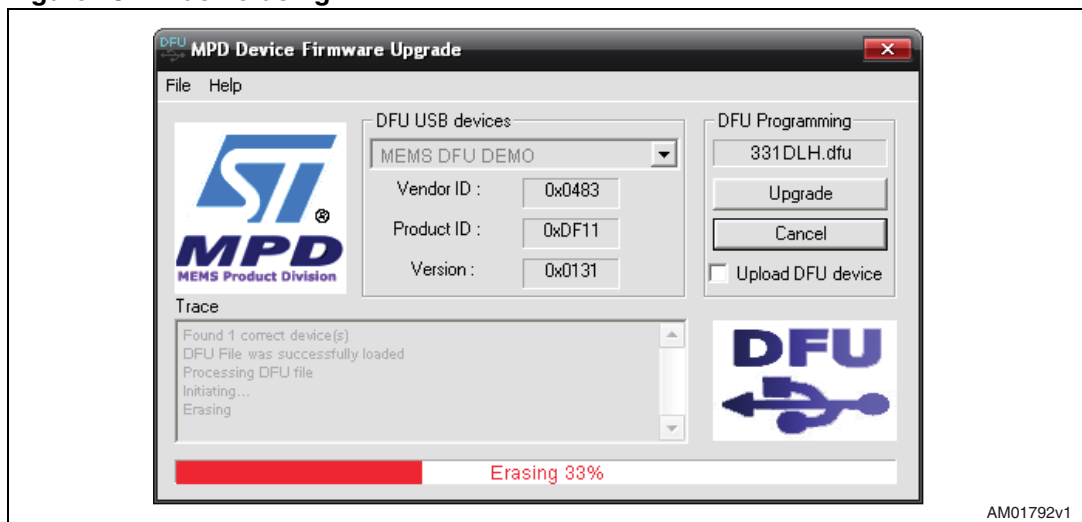 DFU MPD Device Firmware Upgrade
File Help
DFU USB devices
MEMS DFU DEMO
Vendor ID : 0x0483
Product ID : 0xDF11
Version : 0x0131
DFU Programming
331DLH.dfu
Upgrade
Cancel
Upload DFU device
ST ®
MPD
MEMS Product Division
Trace
Found 1 correct device(s)
DFU File was successfully loaded
Processing DFU file
Initiating...
Erasing
DFU
Erasing 33%
AM01792v1